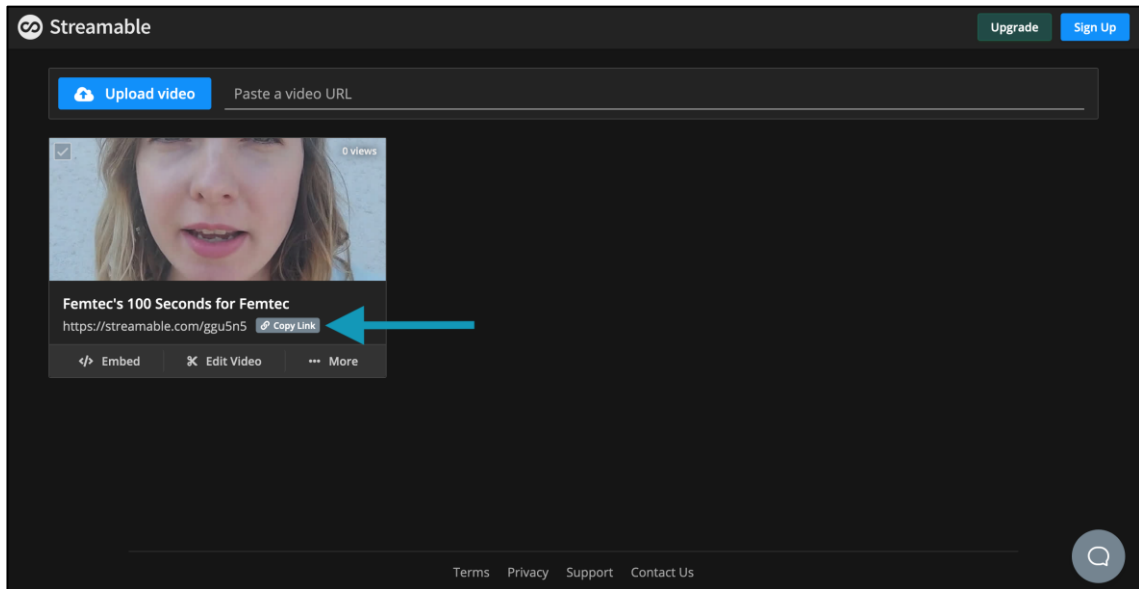 Streamable
Upgrade
Sign Up
Upload video
Paste a video URL
0 views
Femtec's 100 Seconds for Femtec
https://streamable.com/ggu5n5
Copy Link
</> Embed
Edit Video
••• More
Terms
Privacy
Support
Contact Us